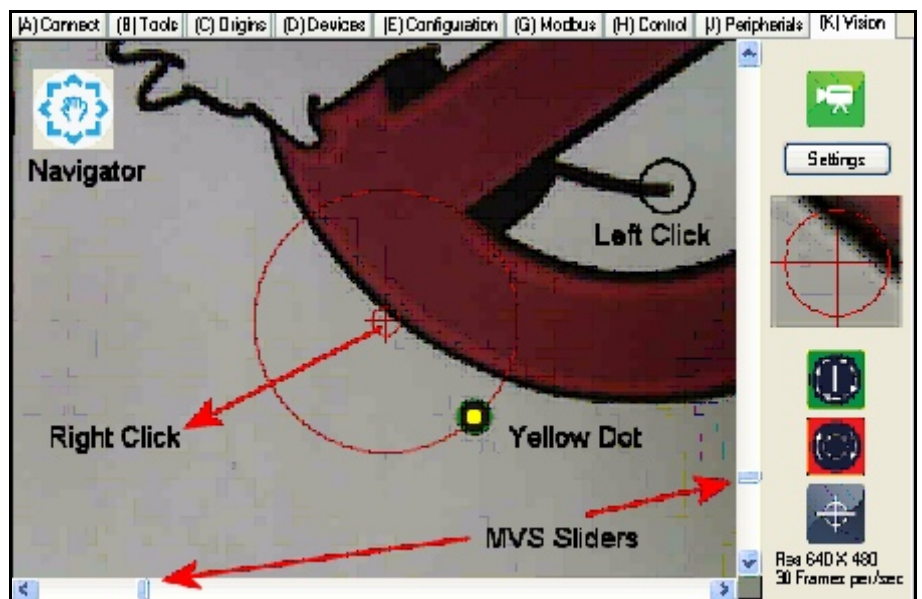 (A) Connect (B) Tools (C) Origins (D) Devices (E) Configuration (G) Modbus (H) Control (J) Peripherials (K) Vision
Navigator
Settings
Left Click
Right Click
Yellow Dot
MVS Sliders
Res 640 X 480
30 Frames per/sec